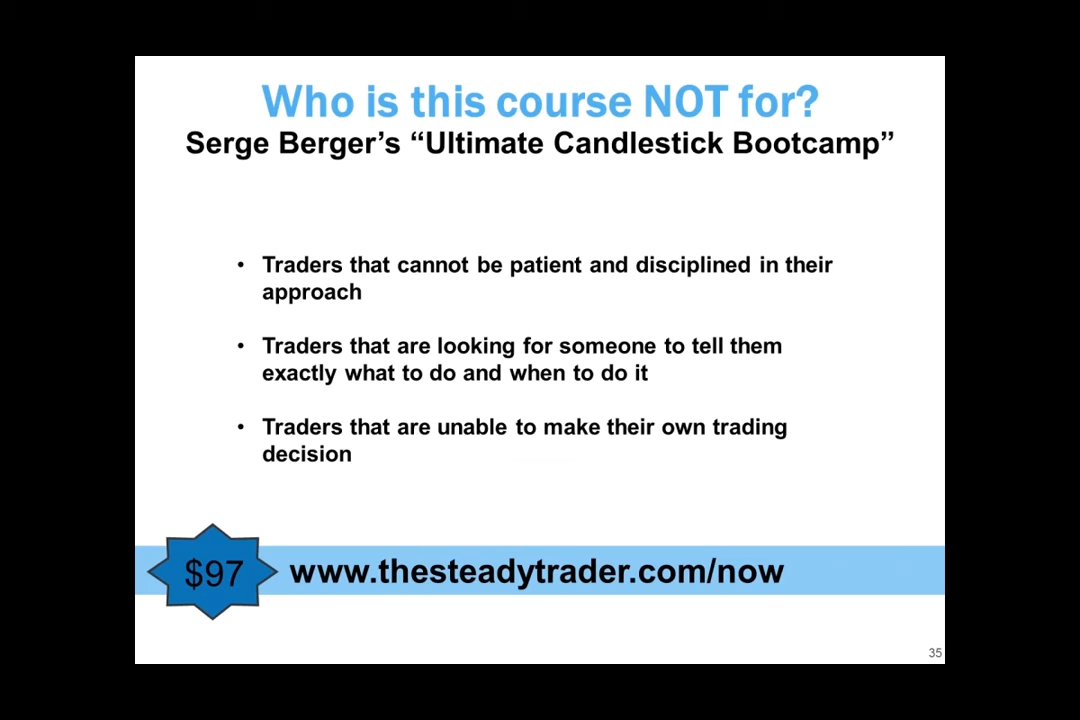 Who is this course NOT for?
Serge Berger’s “Ultimate Candlestick Bootcamp”
• Traders that cannot be patient and disciplined in their
approach
• Traders that are looking for someone to tell them
exactly what to do and when to do it
• Traders that are unable to make their own trading
decision
$97
www.thesteadytrader.com/now
35